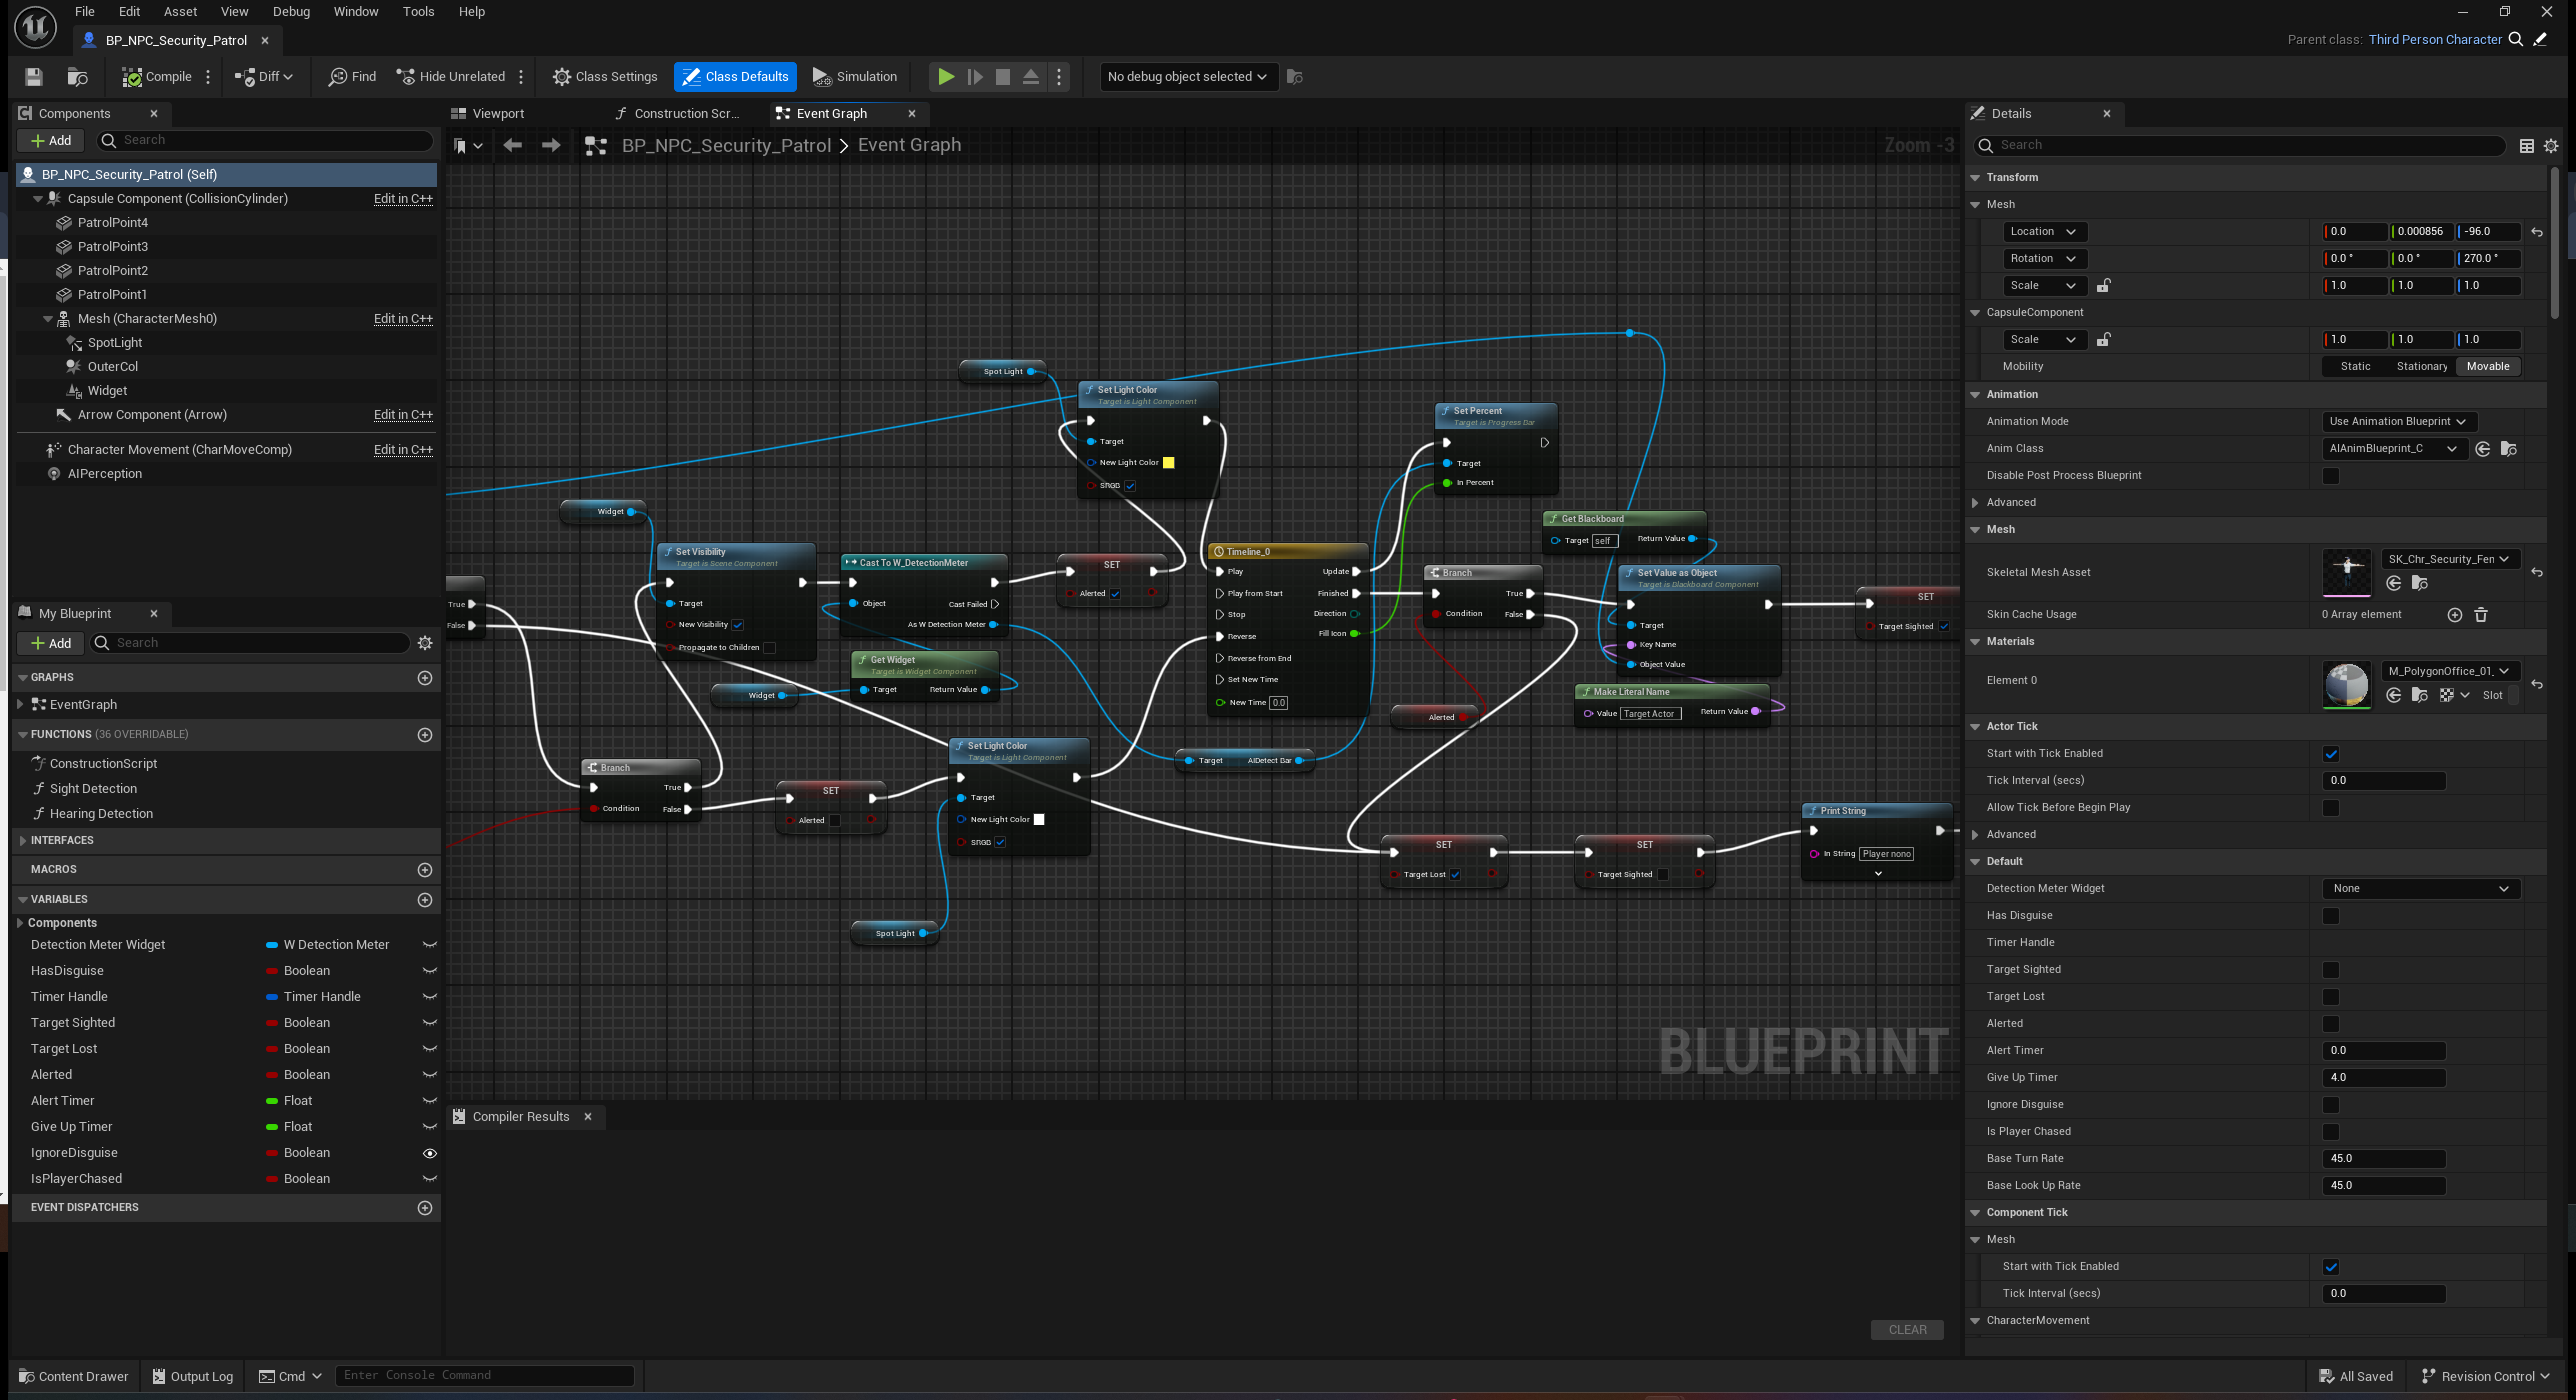 File Edit Asset View Debug Window Tools Help
BP_NPC_Security_Patrol
Parent class: Third Person Character
Compile Diff Find Hide Unrelated Class Settings Class Defaults Simulation No debug object selected
Components
Add Search
BP_NPC_Security_Patrol (Self)
Capsule Component (CollisionCylinder) Edit in C++
PatrolPoint4
PatrolPoint3
PatrolPoint2
PatrolPoint1
Mesh (CharacterMesh0) Edit in C++
SpotLight
OuterCol
Widget
Arrow Component (Arrow) Edit in C++
Character Movement (CharMoveComp) Edit in C++
AIPerception
My Blueprint
Add Search
GRAPHS
EventGraph
FUNCTIONS (36 OVERRIDABLE)
ConstructionScript
Sight Detection
Hearing Detection
INTERFACES
MACROS
VARIABLES
Components
Detection Meter Widget W Detection Meter
HasDisguise Boolean
Timer Handle Timer Handle
Target Sighted Boolean
Target Lost Boolean
Alerted Boolean
Alert Timer Float
Give Up Timer Float
IgnoreDisguise Boolean
IsPlayerChased Boolean
EVENT DISPATCHERS
Viewport Construction Scr... Event Graph
BP_NPC_Security_Patrol > Event Graph
Zoom -3
Spot Light
Set Light Color
Target is Light Component
Target
New Light Color
SRGB
Set Percent
Target is Progress Bar
Target
In Percent
Widget
Set Visibility
Target is Scene Component
Target
New Visibility
Propagate to Children
Cast To W_DetectionMeter
Object Cast Failed
As W Detection Meter
SET
Alerted
Timeline_0
Play Update
Play from Start Finished
Stop Direction
Reverse Fill Icon
Reverse from End
Set New Time
New Time 0.0
Get Blackboard
Target self Return Value
Branch
True
Condition False
Set Value as Object
Target is Blackboard Component
Target
Key Name
Object Value
SET
Target Sighted
True
False
Get Widget
Target is Widget Component
Target Return Value
Widget
Make Literal Name
Value Target Actor Return Value
Alerted
Target AIDetect Bar
Branch
True
Condition False
SET
Alerted
Set Light Color
Target is Light Component
Target
New Light Color
SRGB
Spot Light
SET
Target Lost
SET
Target Sighted
Print String
In String Player nono
BLUEPRINT
Compiler Results
CLEAR
Details
Search
Transform
Mesh
Location 0.0 0.000856 -96.0
Rotation 0.0 ° 0.0 ° 270.0 °
Scale 1.0 1.0 1.0
CapsuleComponent
Scale 1.0 1.0 1.0
Mobility Static Stationary Movable
Animation
Animation Mode Use Animation Blueprint
Anim Class AIAnimBlueprint_C
Disable Post Process Blueprint
Advanced
Mesh
Skeletal Mesh Asset SK_Chr_Security_Fen
Skin Cache Usage 0 Array element
Materials
Element 0 M_PolygonOffice_01_
Slot
Actor Tick
Start with Tick Enabled
Tick Interval (secs) 0.0
Allow Tick Before Begin Play
Advanced
Default
Detection Meter Widget None
Has Disguise
Timer Handle
Target Sighted
Target Lost
Alerted
Alert Timer 0.0
Give Up Timer 4.0
Ignore Disguise
Is Player Chased
Base Turn Rate 45.0
Base Look Up Rate 45.0
Component Tick
Mesh
Start with Tick Enabled
Tick Interval (secs) 0.0
CharacterMovement
Content Drawer Output Log Cmd Enter Console Command All Saved Revision Control